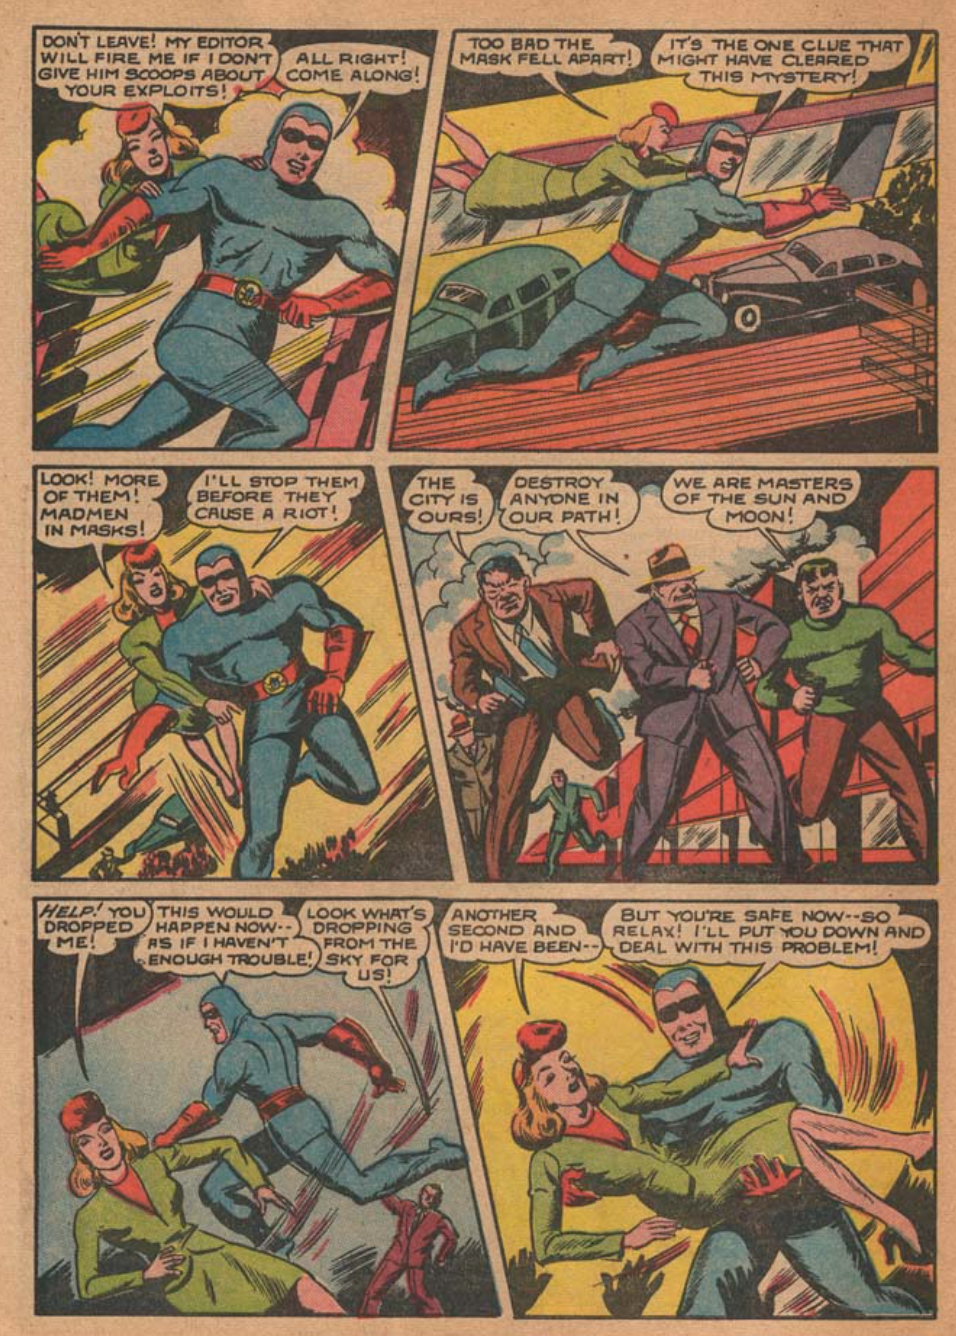 DON'T LEAVE! MY EDITOR
WILL FIRE ME IF I DON'T
GIVE HIM SCOOPS ABOUT
YOUR EXPLOITS!
ALL RIGHT!
COME ALONG!
TOO BAD THE
MASK FELL APART!
IT'S THE ONE CLUE THAT
MIGHT HAVE CLEARED
THIS MYSTERY!
LOOK! MORE
OF THEM!
MADMEN
IN MASKS!
I'LL STOP THEM
BEFORE THEY
CAUSE A RIOT!
THE
CITY IS
OURS!
DESTROY
ANYONE IN
OUR PATH!
WE ARE MASTERS
OF THE SUN AND
MOON!
HELP! YOU
DROPPED
ME!
THIS WOULD
HAPPEN NOW--
AS IF I HAVEN'T
ENOUGH TROUBLE!
LOOK WHAT'S
DROPPING
FROM THE
SKY FOR
US!
ANOTHER
SECOND AND
I'D HAVE BEEN--
BUT YOU'RE SAFE NOW--SO
RELAX! I'LL PUT YOU DOWN AND
DEAL WITH THIS PROBLEM!